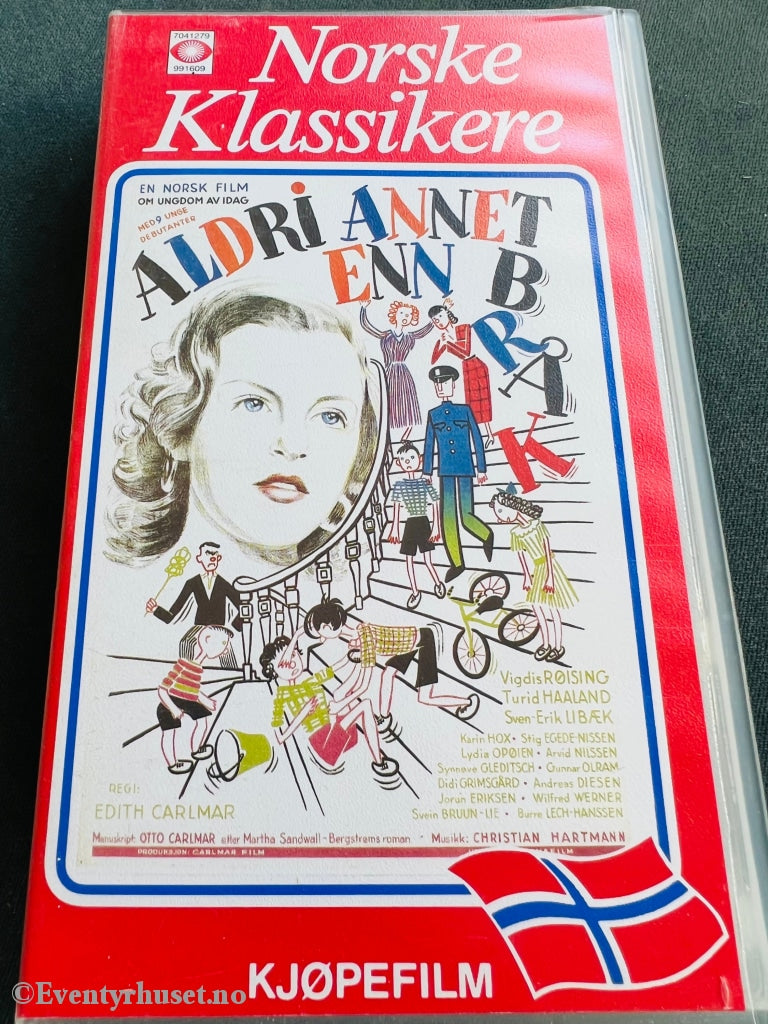 7041279
991609
Norske
Klassikere
EN NORSK FILM
OM UNGDOM AV IDAG
MED 9 UNGE
DEBUTANTER
ALDRI ANNET
ENN BRÅK
Vigdis RØISING
Turid HAALAND
Sven-Erik LIBÆK
Karin HOX • Stig EGEDE-NISSEN
Lydia OPØIEN • Arvid NILSSEN
Synnøve GLEDITSCH • Gunnar OLRAM
Didi GRIMSGÅRD • Andreas DIESEN
Jorun ERIKSEN • Wilfred WERNER
Svein BRUUN-LIE • Børre LECH-HANSSEN
REGI:
EDITH CARLMAR
Manuskript: OTTO CARLMAR efter Martha Sandwall-Bergstrøms roman • Musikk: CHRISTIAN HARTMANN
PRODUKSJON: CARLMAR FILM
KJØPEFILM
©Eventyrhuset.no